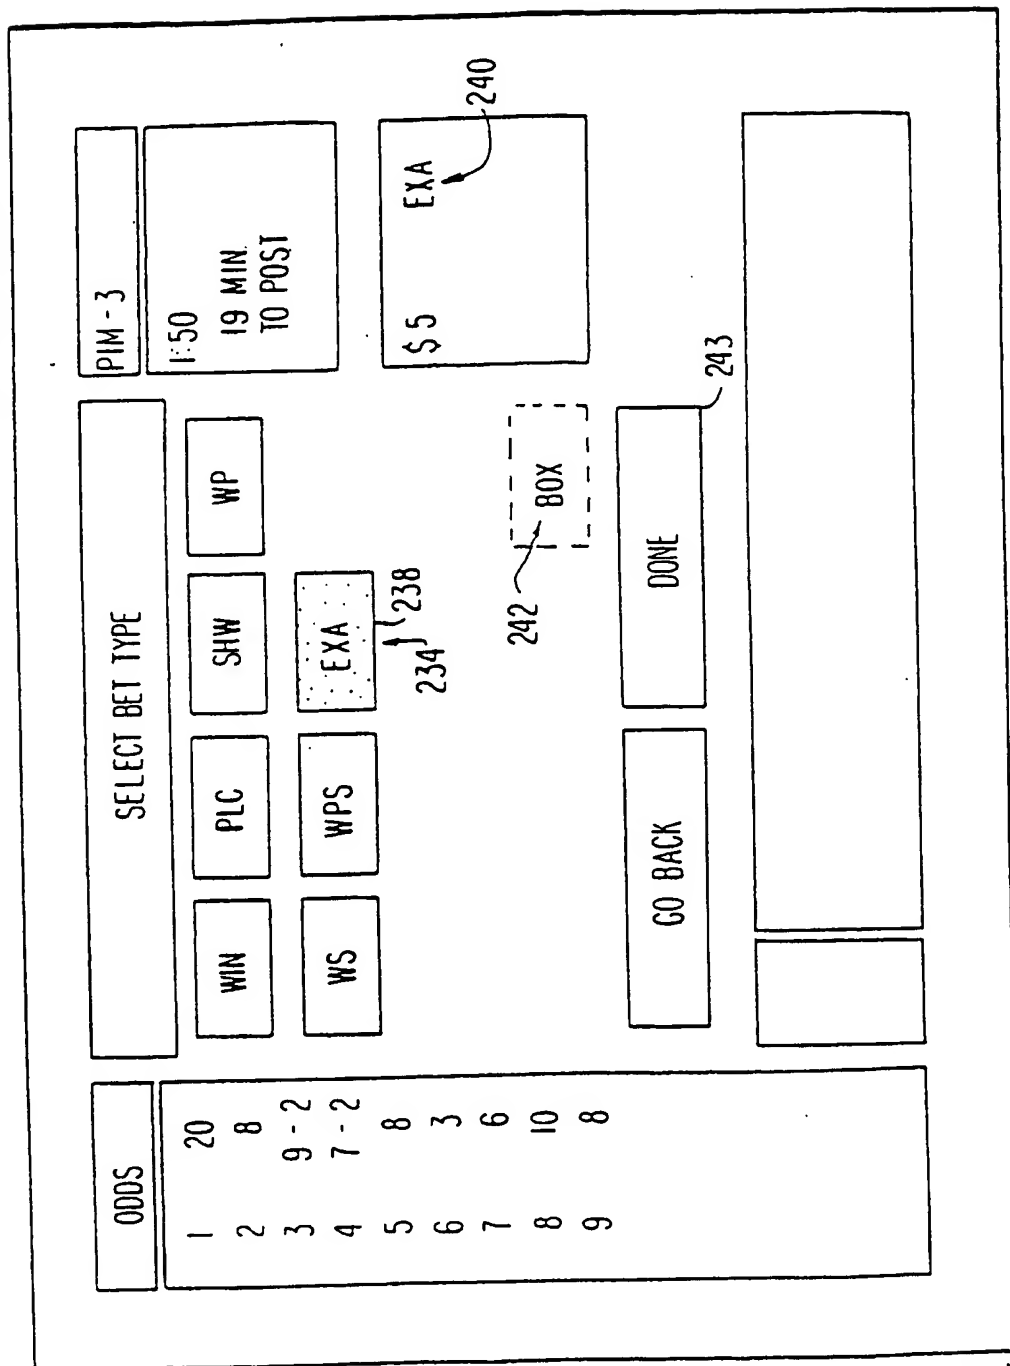 ODDS
1 20
2 8
3 9-2
4 7-2
5 8
6 3
7 6
8 10
9 8
SELECT BET TYPE
WIN PLC SHW WP
WS WPS EXA
234 238
242
BOX
GO BACK DONE
243
PIM-3
1:50
19 MIN.
TO POST
$5 EXA
240